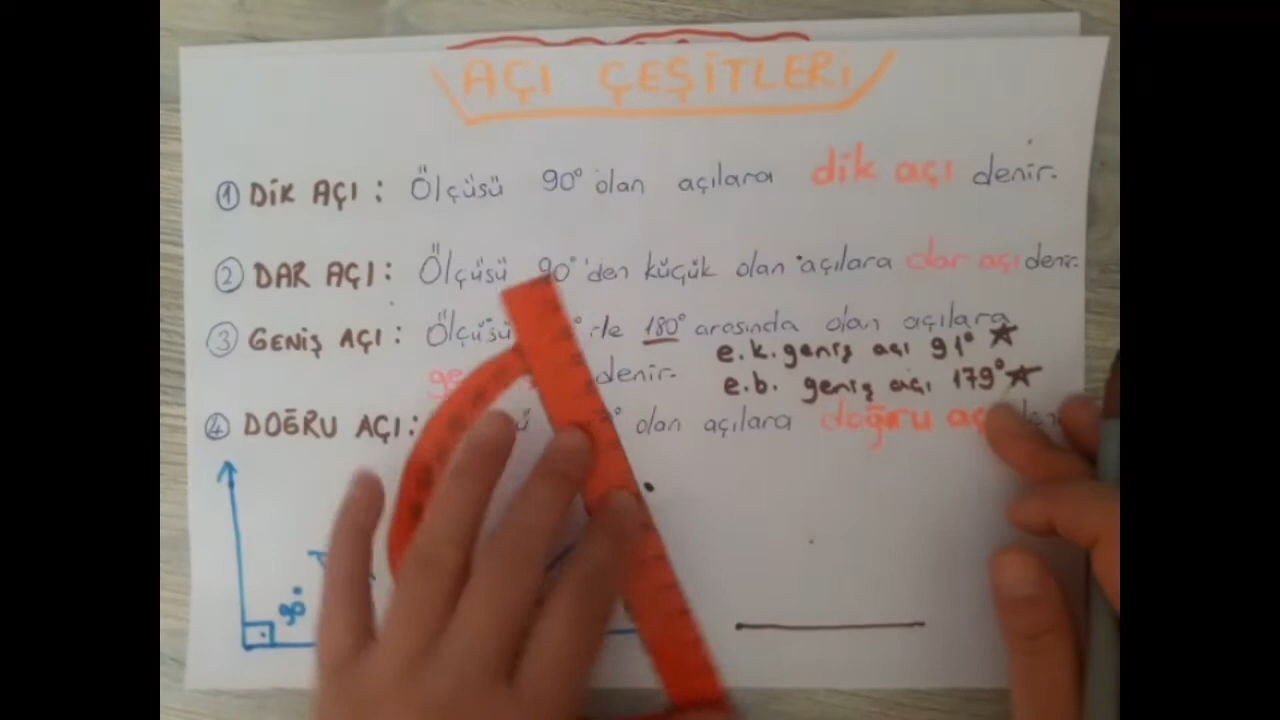 AÇI ÇEŞİTLERİ
① DİK AÇI : Ölçüsü 90° olan açılara dik açı denir.
② DAR AÇI : Ölçüsü 90°'den küçük olan açılara dar açı denir.
③ GENİŞ AÇI : Ölçüsü 180° arasında olan açılara
e.k. geniş açı 91° ☆
denir.
e.b. geniş açı 179° ☆
④ DOĞRU AÇI : olan açılara doğru
90°